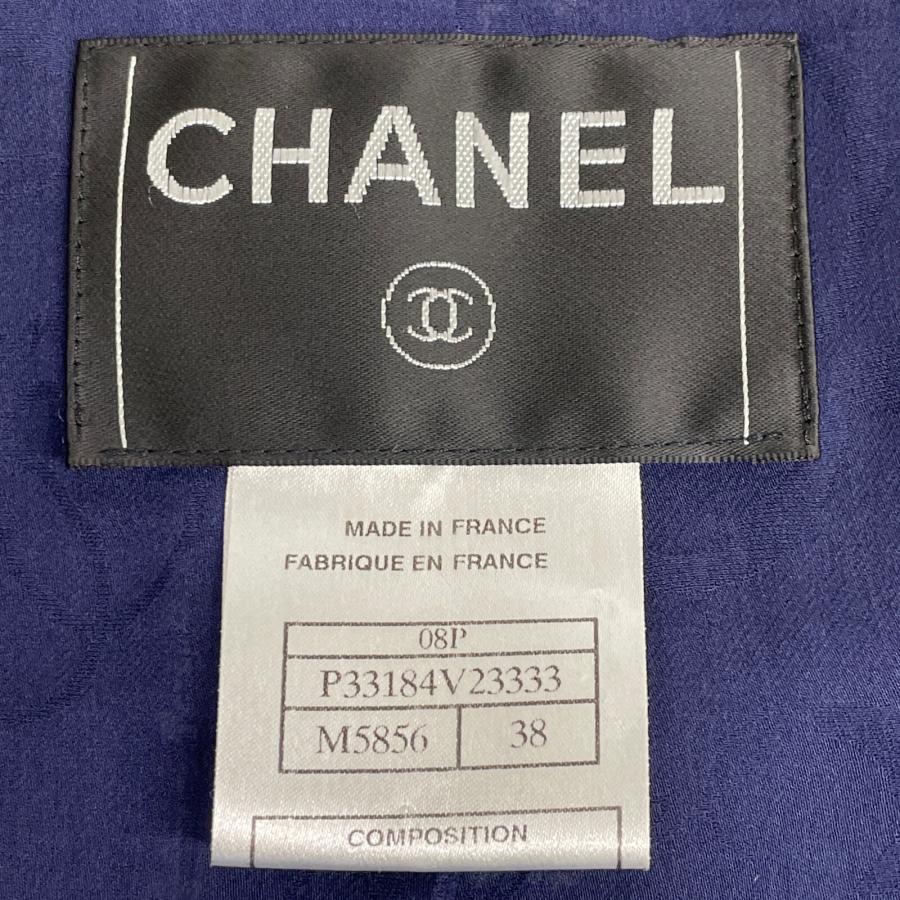 CHANEL
MADE IN FRANCE
FABRIQUE EN FRANCE
08P
P33184V23333
M5856 38
COMPOSITION